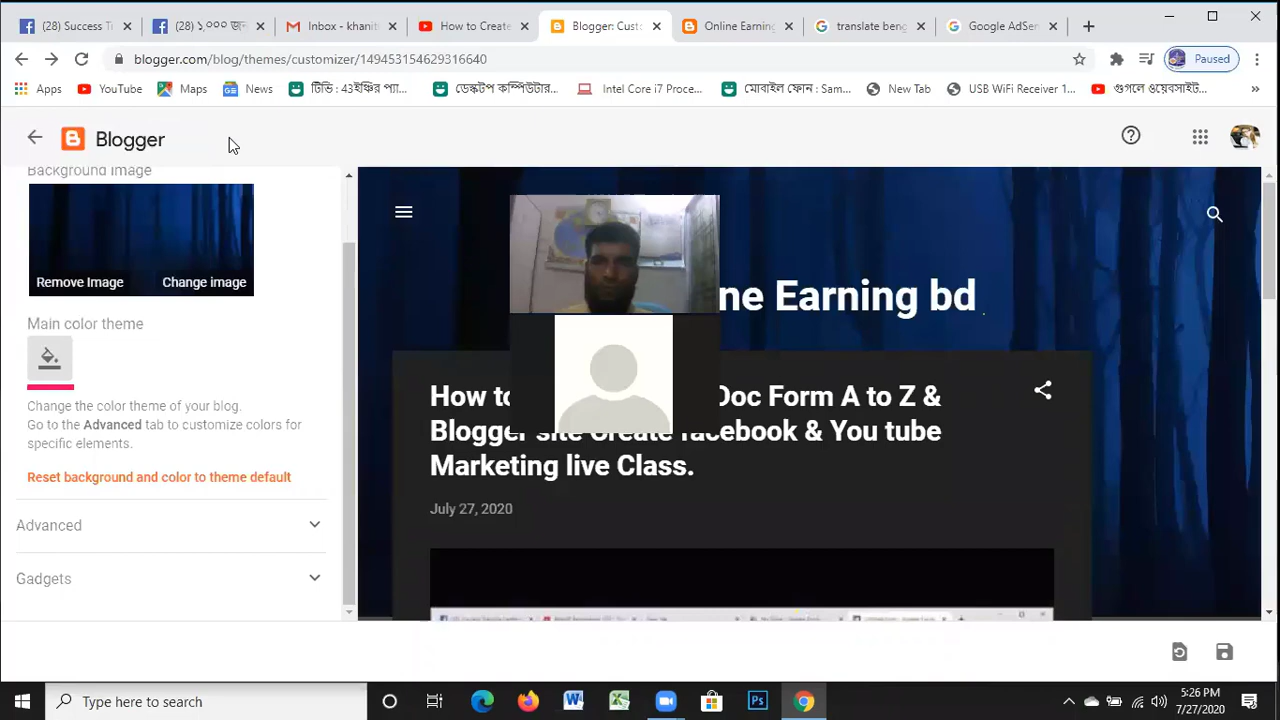 (28) Success Ti
(28) ১,০০০ জন
Inbox - khanit
How to Create
Blogger: Cust
Online Earning
translate beng
Google AdSen
blogger.com/blog/themes/customizer/149453154629316640
Paused
Apps
YouTube
Maps
News
টিভি : 43ইঞ্চির প্যা...
ডেস্কটপ কম্পিউটার...
Intel Core i7 Proce...
মোবাইল ফোন : Sam...
New Tab
USB WiFi Receiver 1...
গুগলে ওয়েবসাইট...
»
Blogger
Background image
Remove Image
Change image
Main color theme
Change the color theme of your blog.
Go to the Advanced tab to customize colors for
specific elements.
Reset background and color to theme default
Advanced
Gadgets
ne Earning bd
How to Doc Form A to Z &
Blogger site Create facebook & You tube
Marketing live Class.
July 27, 2020
Type here to search
5:26 PM
7/27/2020